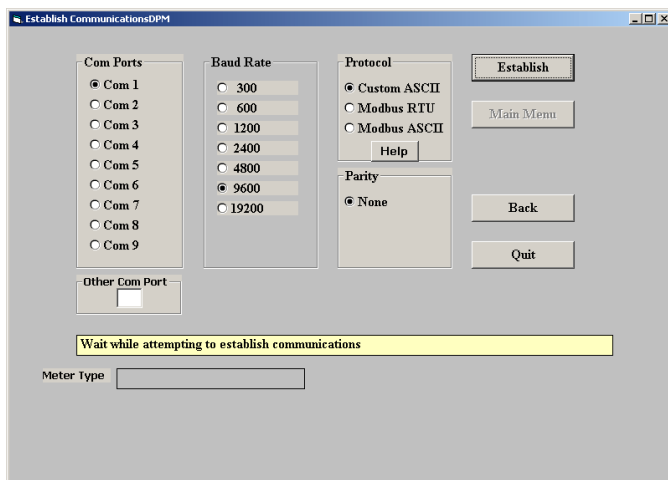 Establish CommunicationsDPM
Com Ports
Com 1
Com 2
Com 3
Com 4
Com 5
Com 6
Com 7
Com 8
Com 9
Other Com Port
Baud Rate
300
600
1200
2400
4800
9600
19200
Protocol
Custom ASCII
Modbus RTU
Modbus ASCII
Help
Parity
None
Establish
Main Menu
Back
Quit
Wait while attempting to establish communications
Meter Type